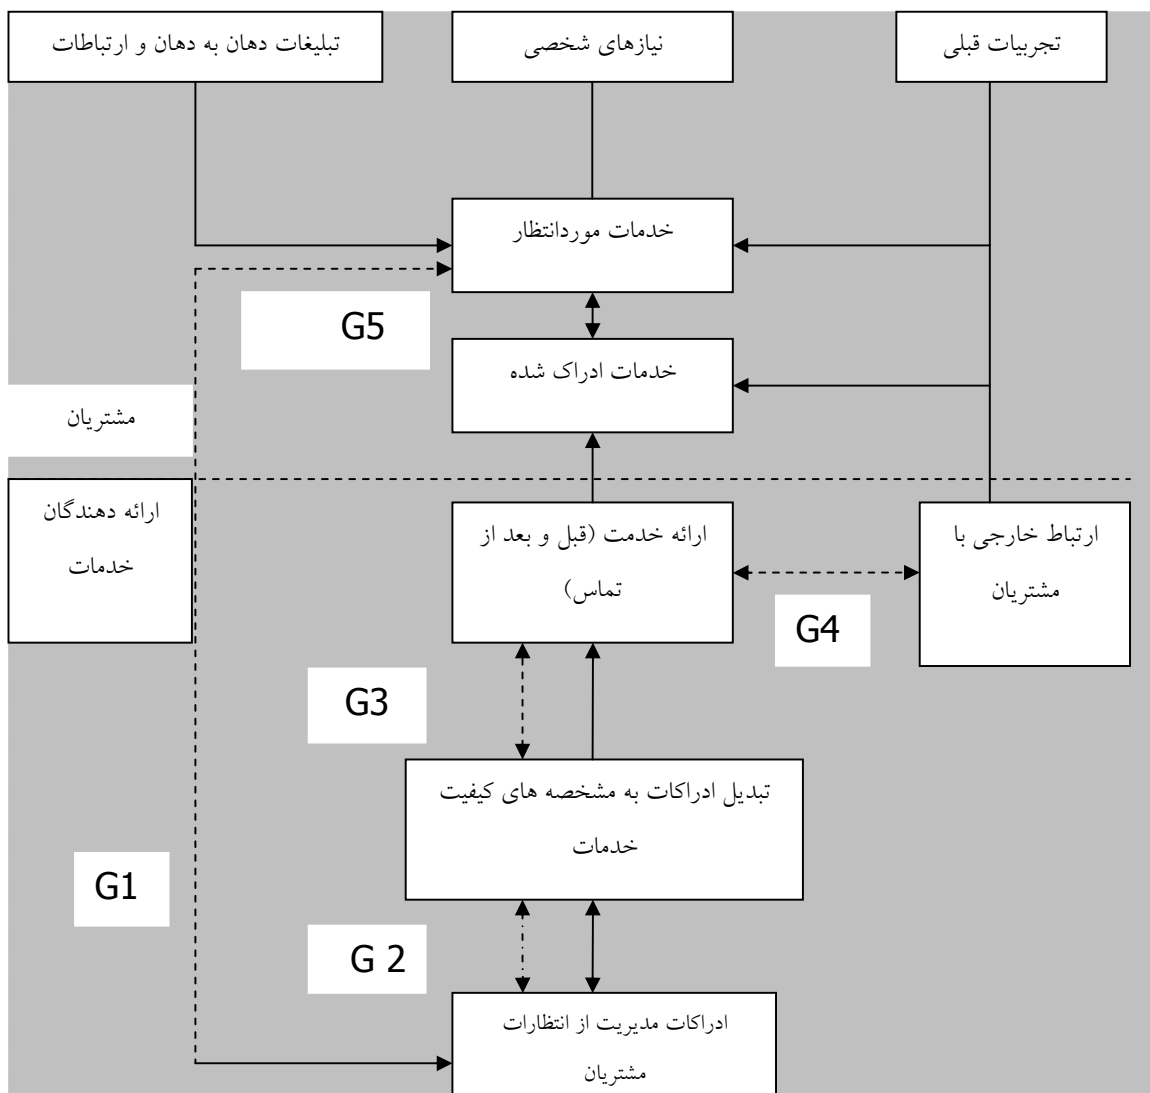 تجربیات قبلی
نیازهای شخصی
تبلیغات دهان به دهان و ارتباطات
خدمات موردانتظار
G5
خدمات ادراک شده
مشتریان
ارائه دهندگان
خدمات
ارائه خدمت (قبل و بعد از
تماس)
ارتباط خارجی با
مشتریان
G4
G3
تبدیل ادراکات به مشخصه های کیفیت
خدمات
G1
G 2
ادراکات مدیریت از انتظارات
مشتریان